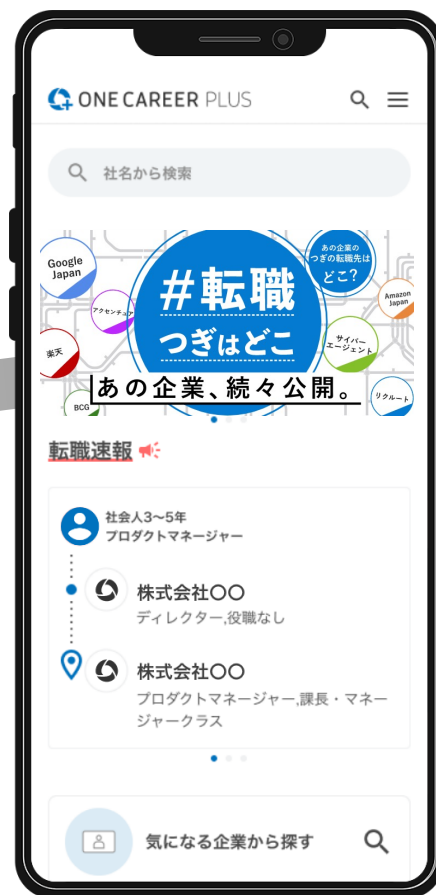 ONE CAREER PLUS
社名から検索
Google
Japan
アクセンチュア
楽天
BCG
#転職
つぎはどこ
あの企業の
つぎの転職先は
どこ?
Amazon
Japan
サイバー
エージェント
リクルート
あの企業、続々公開。
転職速報
社会人3~5年
プロダクトマネージャー
株式会社〇〇
ディレクター,役職なし
株式会社〇〇
プロダクトマネージャー,課長・マネー
ジャークラス
気になる企業から探す